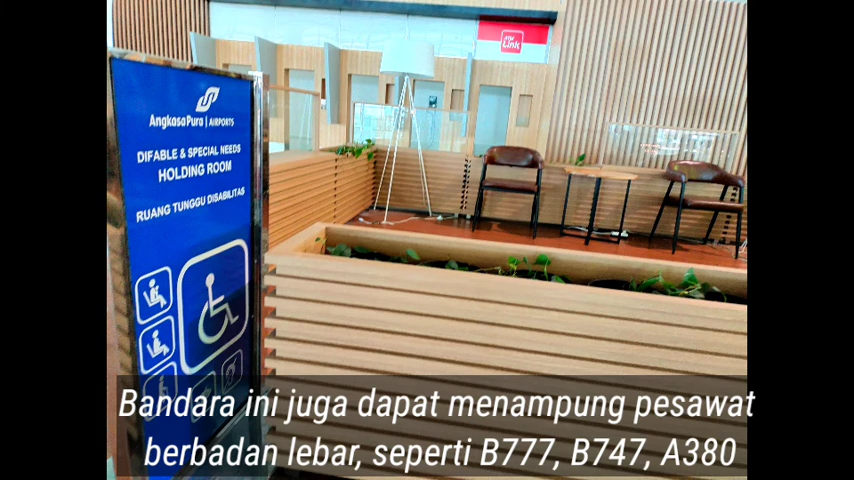 AngkasaPura | AIRPORTS
DIFABLE & SPECIAL NEEDS
HOLDING ROOM
RUANG TUNGGU DISABILITAS
Link
Bandara ini juga dapat menampung pesawat
berbadan lebar, seperti B777, B747, A380